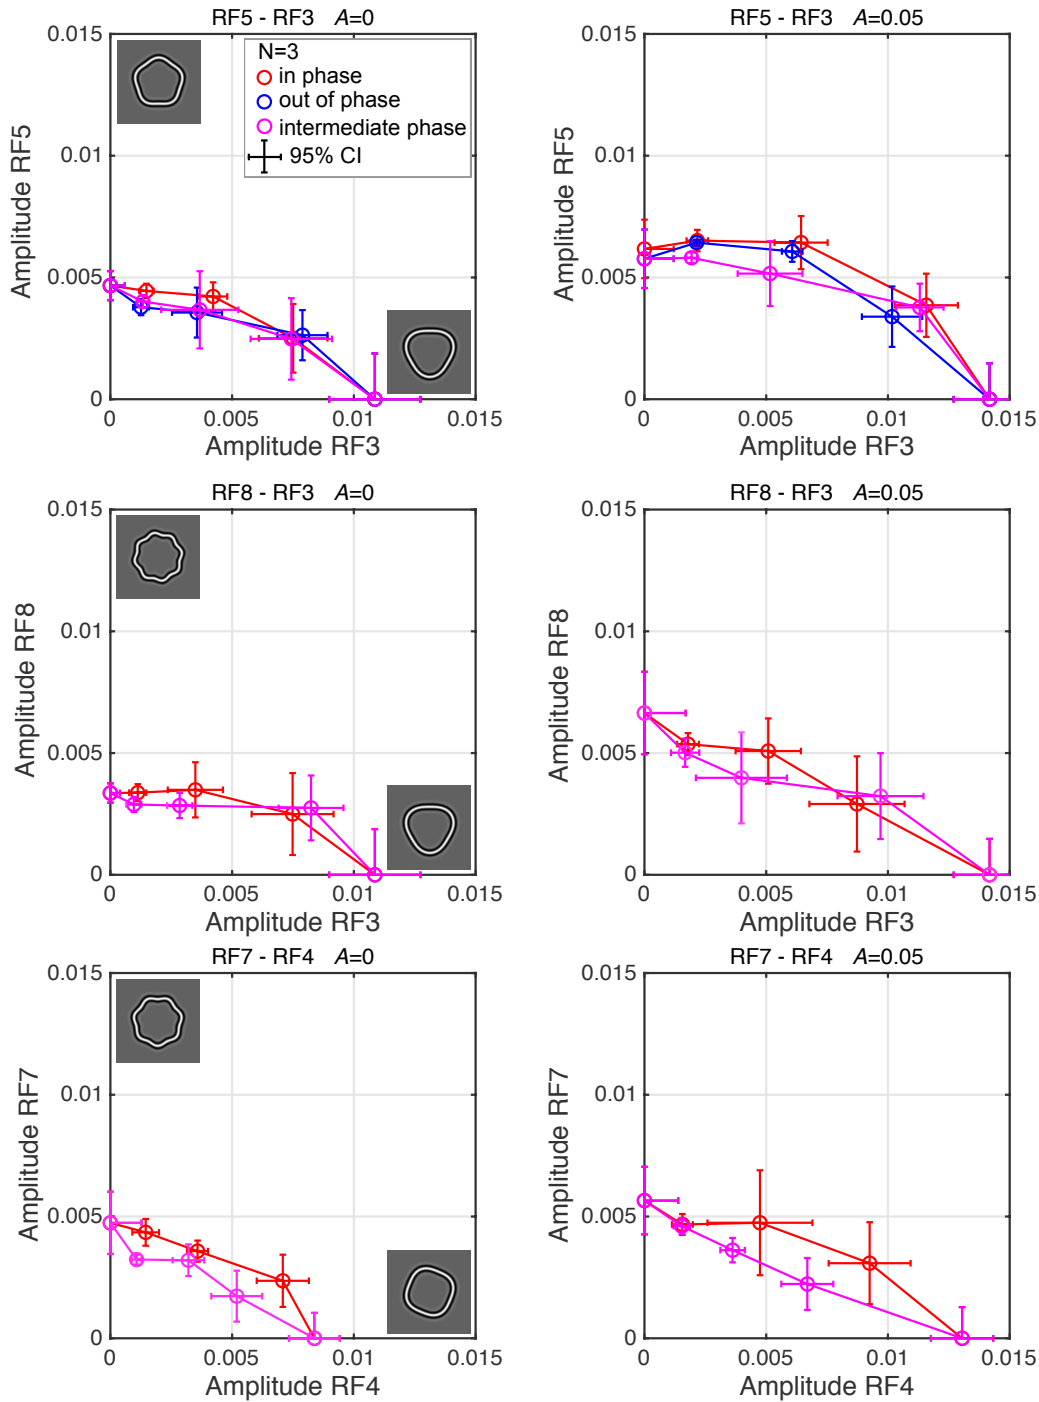 RF5 - RF3 A=0
0.015
0.01
0.005
0
Amplitude RF5
N=3
in phase
out of phase
intermediate phase
95% CI
0 0.005 0.01 0.015
Amplitude RF3
RF5 - RF3 A=0.05
0.015
0.01
0.005
0
Amplitude RF5
0 0.005 0.01 0.015
Amplitude RF3
RF8 - RF3 A=0
0.015
0.01
0.005
0
Amplitude RF8
0 0.005 0.01 0.015
Amplitude RF3
RF8 - RF3 A=0.05
0.015
0.01
0.005
0
Amplitude RF8
0 0.005 0.01 0.015
Amplitude RF3
RF7 - RF4 A=0
0.015
0.01
0.005
0
Amplitude RF7
0 0.005 0.01 0.015
Amplitude RF4
RF7 - RF4 A=0.05
0.015
0.01
0.005
0
Amplitude RF7
0 0.005 0.01 0.015
Amplitude RF4